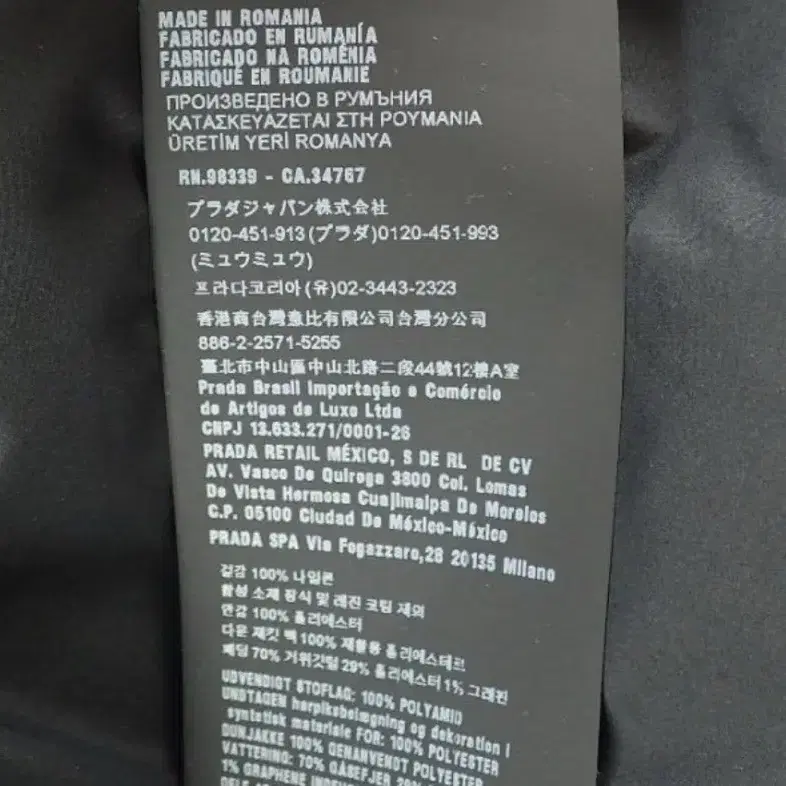 MADE IN ROMANIA
FABRICADO EN RUMANÍA
FABRICADO NA ROMÉNIA
FABRIQUÉ EN ROUMANIE
ПРОИЗВЕДЕНО В РУМЪНИЯ
ΚΑΤΑΣΚΕΥΑΖΕΤΑΙ ΣΤΗ ΡΟΥΜΑΝΙΑ
ÜRETİM YERİ ROMANYA
RN.98339 - CA.34767
プラダジャパン株式会社
0120-451-913(プラダ)0120-451-993
(ミュウミュウ)
프라다코리아(유)02-3443-2323
香港商台灣意比有限公司台灣分公司
886-2-2571-5255
臺北市中山區中山北路二段44號12樓A室
Prada Brasil Importação e Comércio
de Artigos de Luxo Ltda
CNPJ 13.633.271/0001-26
PRADA RETAIL MÉXICO, S DE RL DE CV
AV. Vasco De Quiroga 3800 Col. Lomas
De Vista Hermosa Cuajimalpa De Morelos
C.P. 05100 Ciudad De México-México
PRADA SPA Via Fogazzaro,28 20135 Milano
겉감 100% 나일론
합성 소재 장식 및 레진 코팅 제외
안감 100% 폴리에스터
다운 재킷 백 100% 재활용 폴리에스테르
패딩 70% 거위깃털 29% 폴리에스터 1% 그래핀
UDVENDIGT STOFLAG: 100% POLYAMID
UNDTAGEN harpiksbelægning og dekoration i
syntetisk materiale FOR: 100% POLYESTER
DUNJAKKE 100% GENANVENDT POLYESTER
VATTERING: 70% GÅSEFJER 29%
1% GRAPHENE